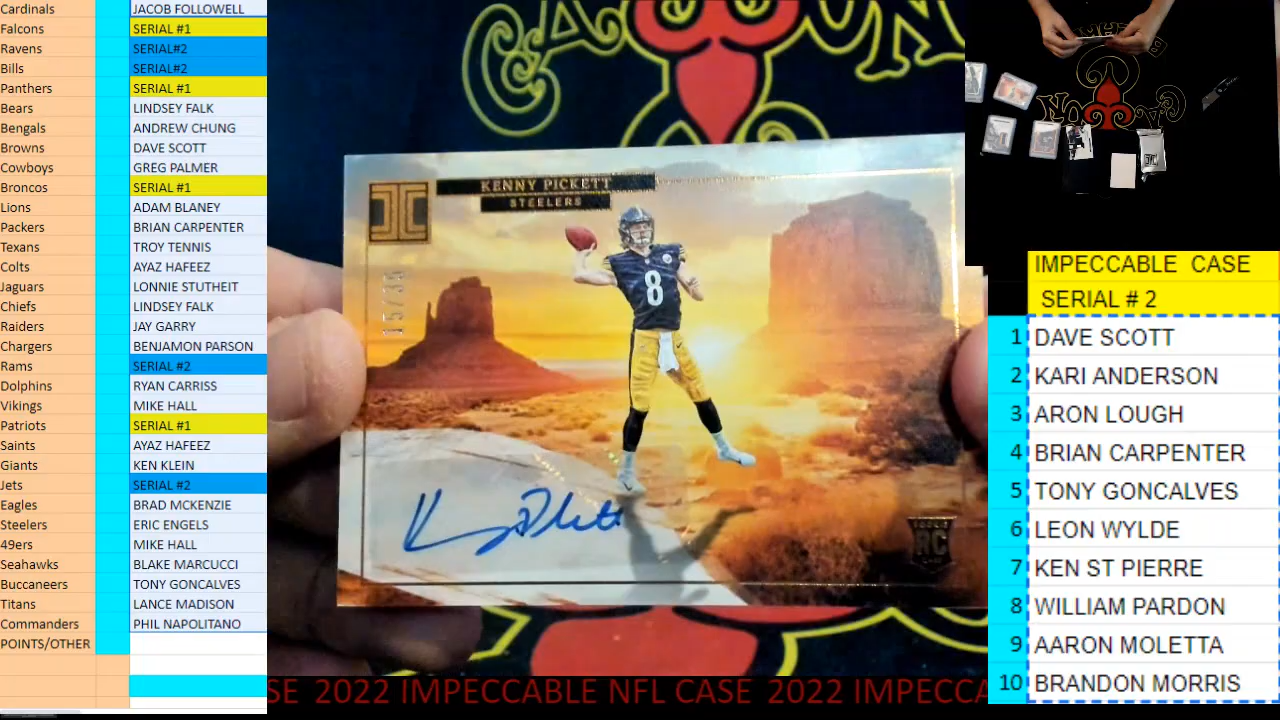 Cardinals JACOB FOLLOWELL
Falcons SERIAL #1
Ravens SERIAL#2
Bills SERIAL#2
Panthers SERIAL #1
Bears LINDSEY FALK
Bengals ANDREW CHUNG
Browns DAVE SCOTT
Cowboys GREG PALMER
Broncos SERIAL #1
Lions ADAM BLANEY
Packers BRIAN CARPENTER
Texans TROY TENNIS
Colts AYAZ HAFEEZ
Jaguars LONNIE STUTHEIT
Chiefs LINDSEY FALK
Raiders JAY GARRY
Chargers BENJAMON PARSON
Rams SERIAL #2
Dolphins RYAN CARRISS
Vikings MIKE HALL
Patriots SERIAL #1
Saints AYAZ HAFEEZ
Giants KEN KLEIN
Jets SERIAL #2
Eagles BRAD MCKENZIE
Steelers ERIC ENGELS
49ers MIKE HALL
Seahawks BLAKE MARCUCCI
Buccaneers TONY GONCALVES
Titans LANCE MADISON
Commanders PHIL NAPOLITANO
POINTS/OTHER
KENNY PICKETT
STEELERS
8
Kenny Pickett
RC
SE 2022 IMPECCABLE NFL CASE 2022 IMPECCA
IMPECCABLE CASE
SERIAL # 2
1 DAVE SCOTT
2 KARI ANDERSON
3 ARON LOUGH
4 BRIAN CARPENTER
5 TONY GONCALVES
6 LEON WYLDE
7 KEN ST PIERRE
8 WILLIAM PARDON
9 AARON MOLETTA
10 BRANDON MORRIS